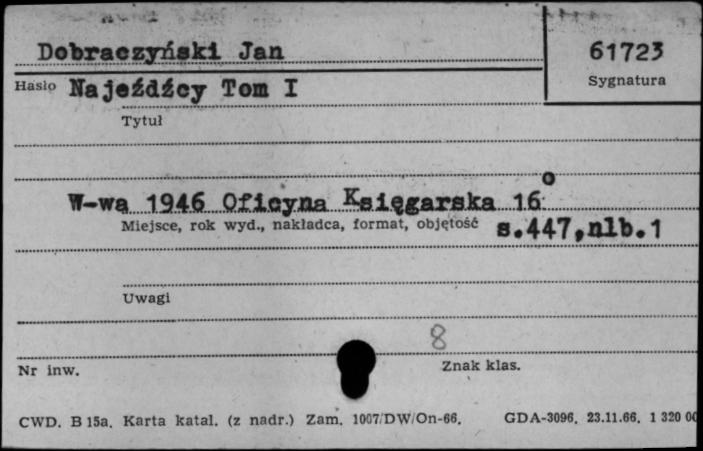 Dobraczyński Jan
61723
Hasło Najeźdźcy Tom I
Sygnatura
Tytuł
W-wa 1946 Oficyna Księgarska 16°
Miejsce, rok wyd., nakładca, format, objętość s.447,nlb.1
Uwagi
8
Nr inw.
Znak klas.
CWD. B 15a. Karta katal. (z nadr.) Zam. 1007/DW/On-66. GDA-3096. 23.11.66. 1 320 00